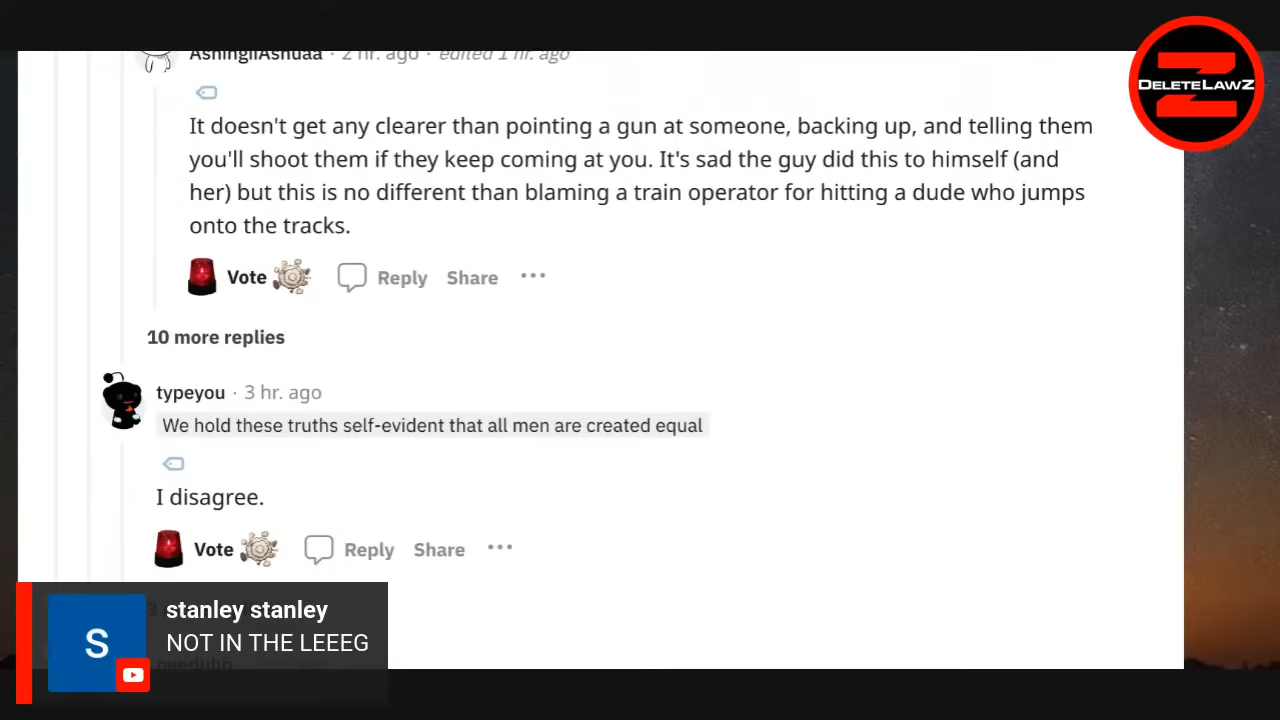 AshingiiAshuaa · 2 hr. ago · edited 1 hr. ago
DELETELAWZ
It doesn't get any clearer than pointing a gun at someone, backing up, and telling them
you'll shoot them if they keep coming at you. It's sad the guy did this to himself (and
her) but this is no different than blaming a train operator for hitting a dude who jumps
onto the tracks.
Vote Reply Share ···
10 more replies
typeyou · 3 hr. ago
We hold these truths self-evident that all men are created equal
I disagree.
Vote Reply Share ···
stanley stanley
S
NOT IN THE LEEEG